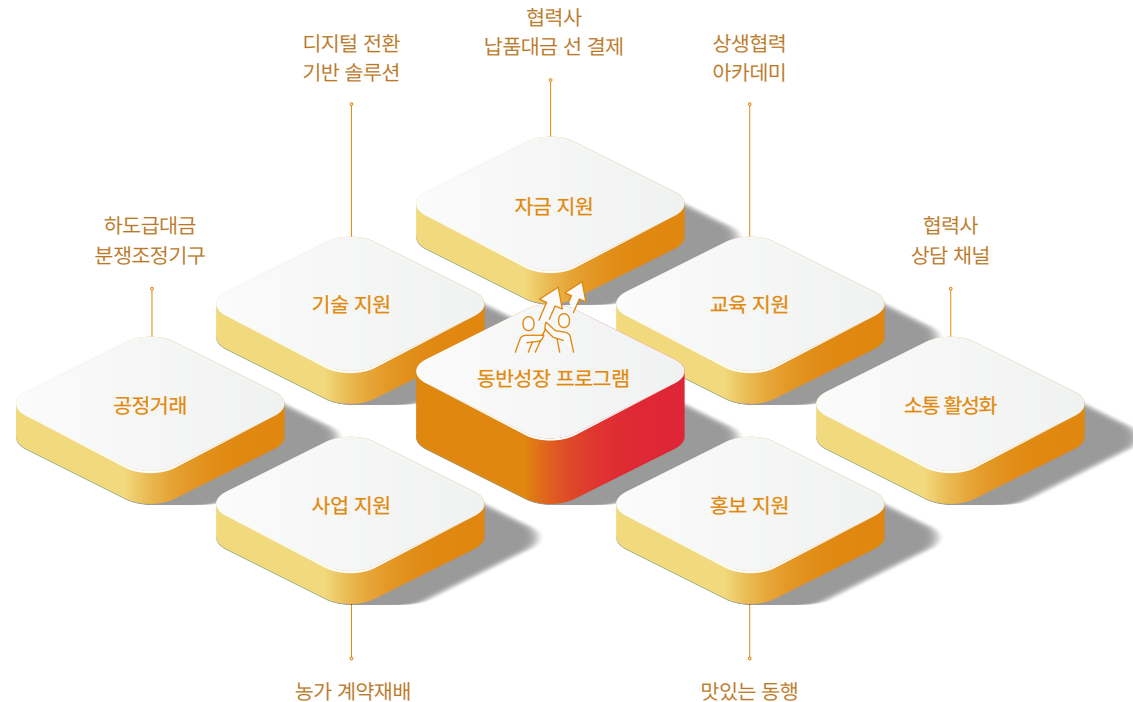 협력사
납품대금 선 결제
디지털 전환
기반 솔루션
상생협력
아카데미
자금 지원
하도급대금
분쟁조정기구
협력사
상담 채널
기술 지원
교육 지원
동반성장 프로그램
공정거래
소통 활성화
사업 지원
홍보 지원
농가 계약재배
맛있는 동행